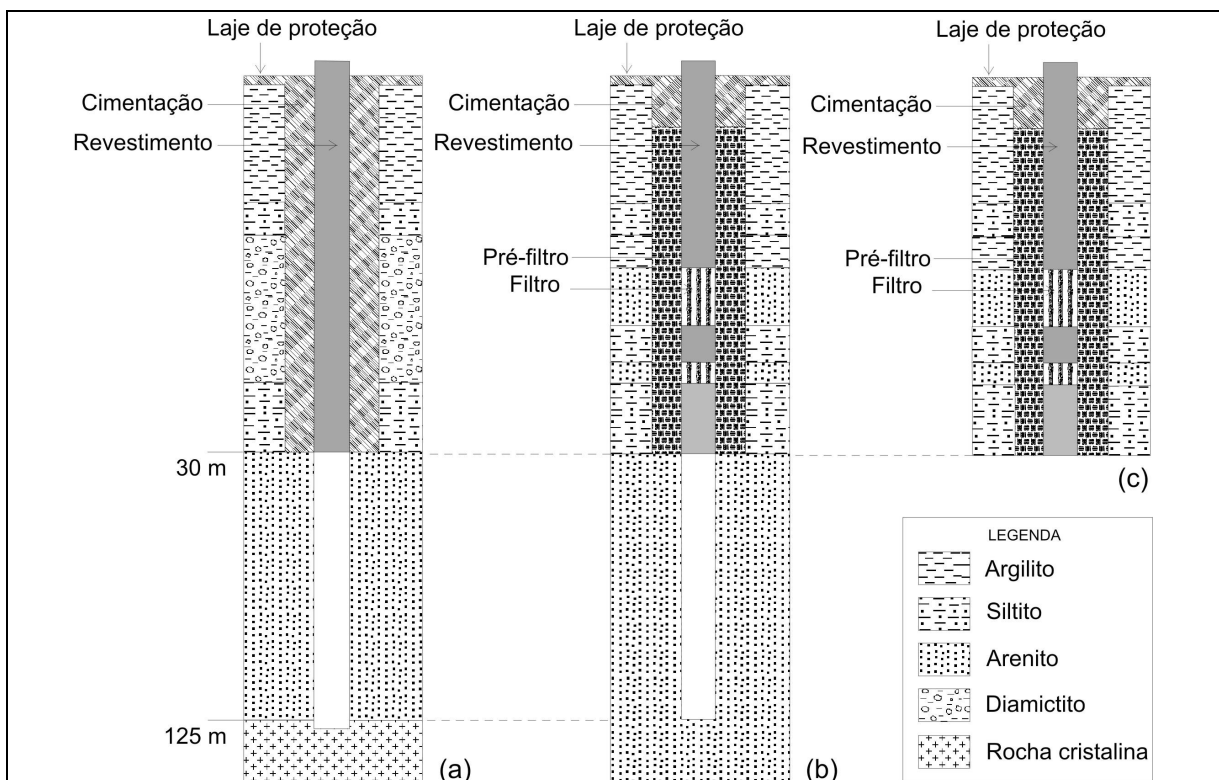 Laje de proteção
Cimentação
Revestimento
30 m
125 m
(a)
Laje de proteção
Cimentação
Revestimento
Pré-filtro
Filtro
(b)
Laje de proteção
Cimentação
Revestimento
Pré-filtro
Filtro
(c)
LEGENDA
Argilito
Siltito
Arenito
Diamictito
Rocha cristalina